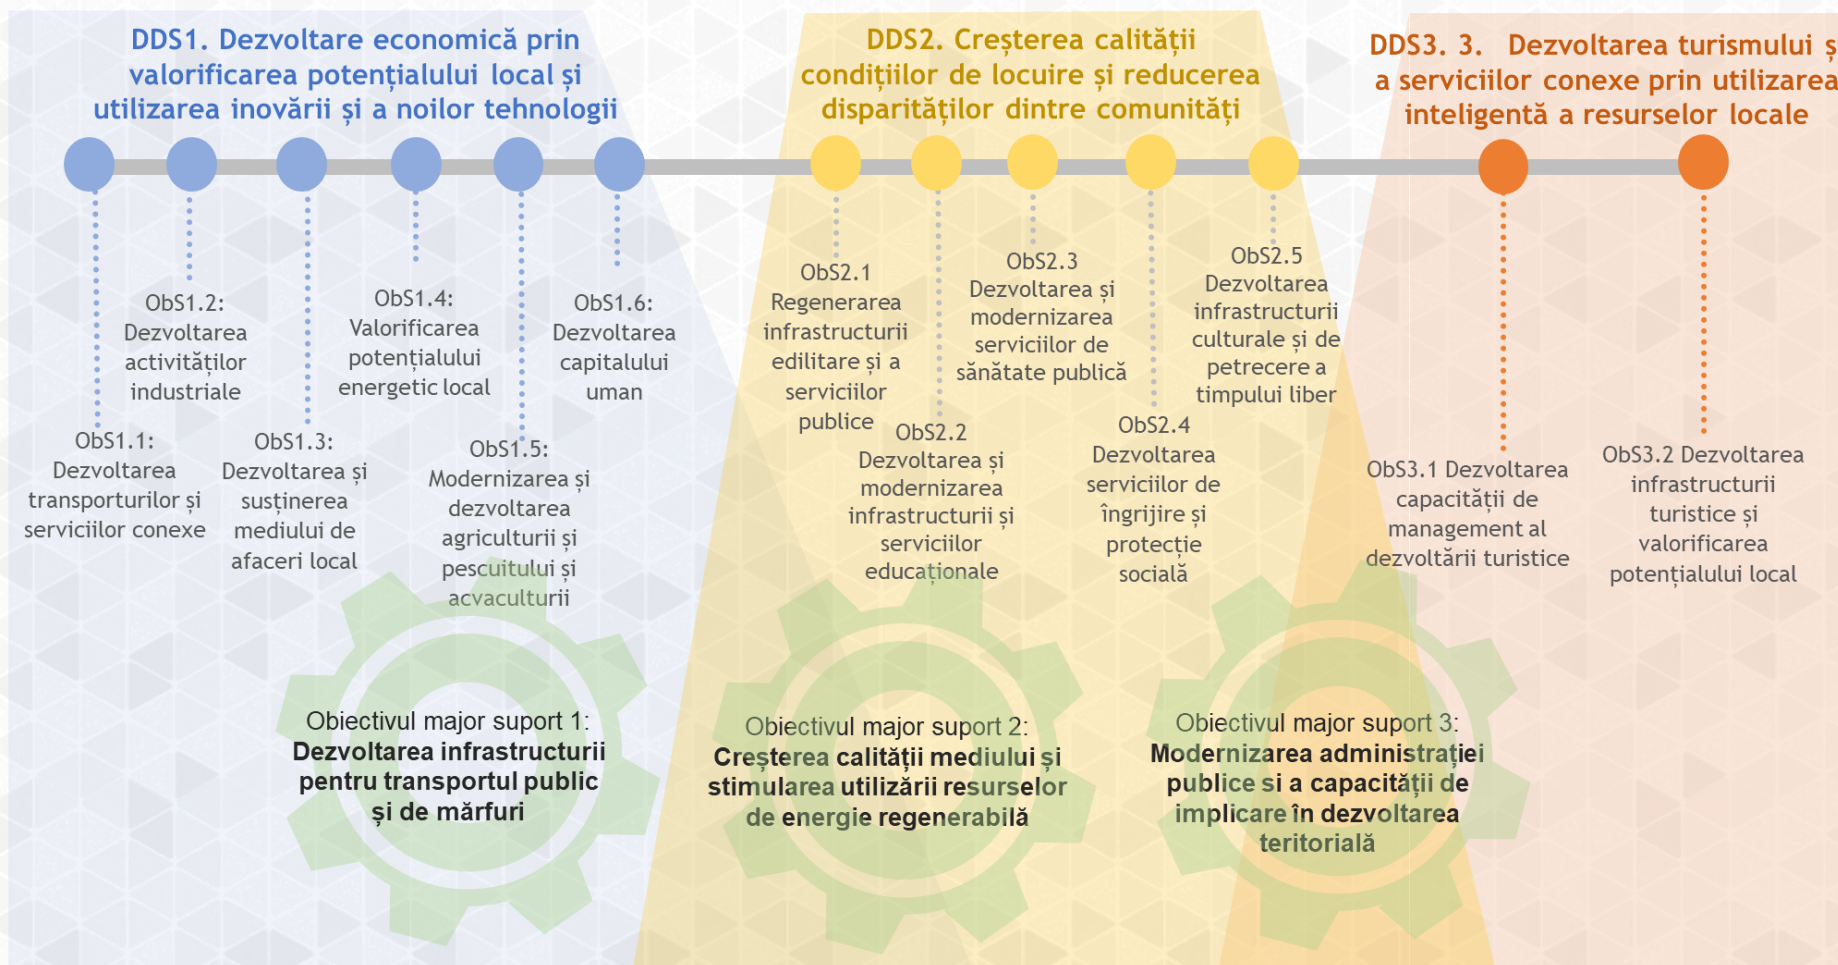 DDS1. Dezvoltare economică prin
valorificarea potențialului local și
utilizarea inovării și a noilor tehnologii
DDS2. Creșterea calității
condițiilor de locuire și reducerea
disparităților dintre comunități
DDS3. 3. Dezvoltarea turismului și
a serviciilor conexe prin utilizarea
inteligentă a resurselor locale
ObS1.1:
Dezvoltarea
transporturilor și
serviciilor conexe
ObS1.2:
Dezvoltarea
activităților
industriale
ObS1.3:
Dezvoltarea și
susținerea
mediului de
afaceri local
ObS1.4:
Valorificarea
potențialului
energetic local
ObS1.5:
Modernizarea și
dezvoltarea
agriculturii și
pescuitului și
acvaculturii
ObS1.6:
Dezvoltarea
capitalului
uman
ObS2.1
Regenerarea
infrastructurii
edilitare și a
serviciilor
publice
ObS2.2
Dezvoltarea și
modernizarea
infrastructurii și
serviciilor
educaționale
ObS2.3
Dezvoltarea și
modernizarea
serviciilor de
sănătate publică
ObS2.4
Dezvoltarea
serviciilor de
îngrijire și
protecție
socială
ObS2.5
Dezvoltarea
infrastructurii
culturale și de
petrecere a
timpului liber
ObS3.1 Dezvoltarea
capacității de
management al
dezvoltării turistice
ObS3.2 Dezvoltarea
infrastructurii
turistice și
valorificarea
potențialului local
Obiectivul major suport 1:
Dezvoltarea infrastructurii
pentru transportul public
și de mărfuri
Obiectivul major suport 2:
Creșterea calității mediului și
stimularea utilizării resurselor
de energie regenerabilă
Obiectivul major suport 3:
Modernizarea administrației
publice si a capacității de
implicare în dezvoltarea
teritorială